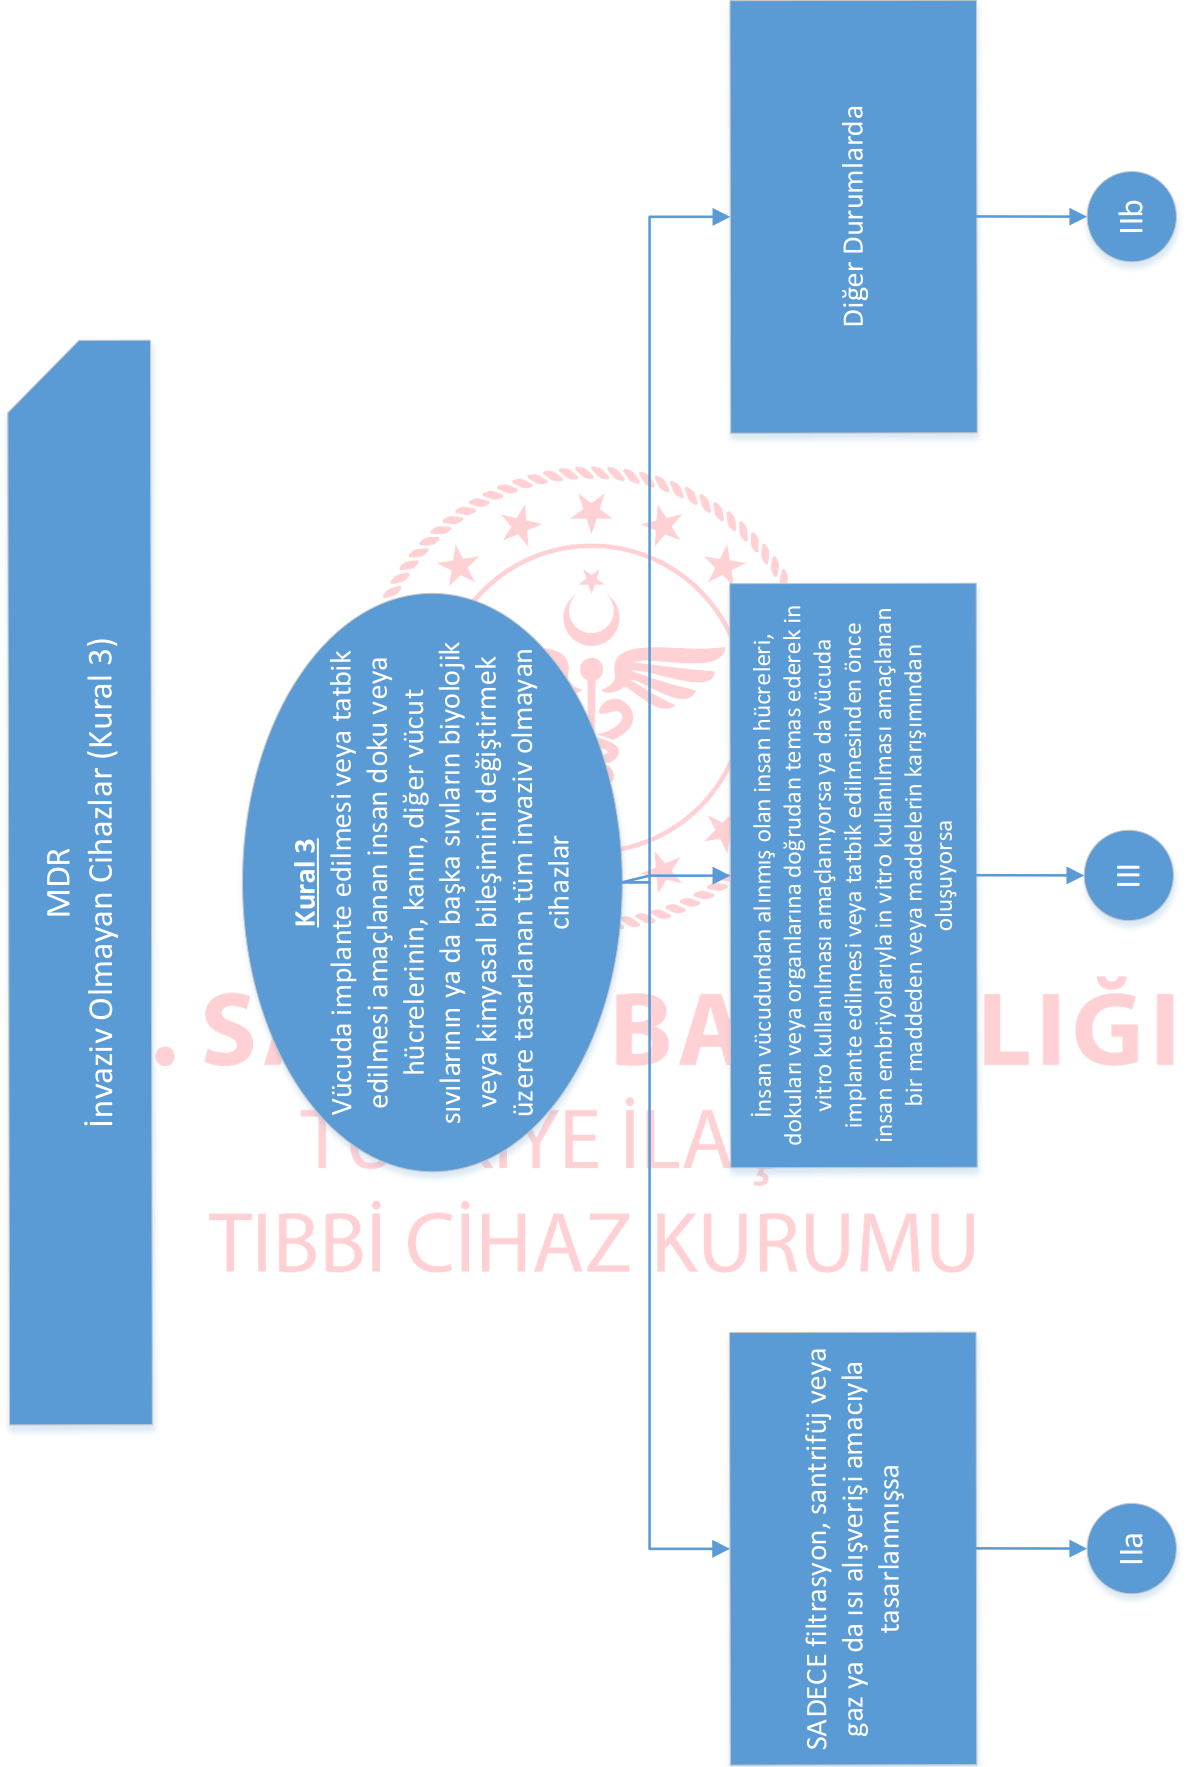 MDR
İnvaziv Olmayan Cihazlar (Kural 3)
Kural 3
Vücuda implante edilmesi veya tatbik
edilmesi amaçlanan insan doku veya
hücrelerinin, kanın, diğer vücut
sıvılarının ya da başka sıvıların biyolojik
veya kimyasal bileşimini değiştirmek
üzere tasarlanan tüm invaziv olmayan
cihazlar
SADECE filtrasyon, santrifüj veya
gaz ya da ısı alışverişi amacıyla
tasarlanmışsa
IIa
İnsan vücudundan alınmış olan insan hücreleri,
dokuları veya organlarına doğrudan temas ederek in
vitro kullanılması amaçlanıyorsa ya da vücuda
implante edilmesi veya tatbik edilmesinden önce
insan embriyolarıyla in vitro kullanılması amaçlanan
bir maddeden veya maddelerin karışımından
oluşuyorsa
III
Diğer Durumlarda
IIb
TIBBİ CİHAZ KURUMU